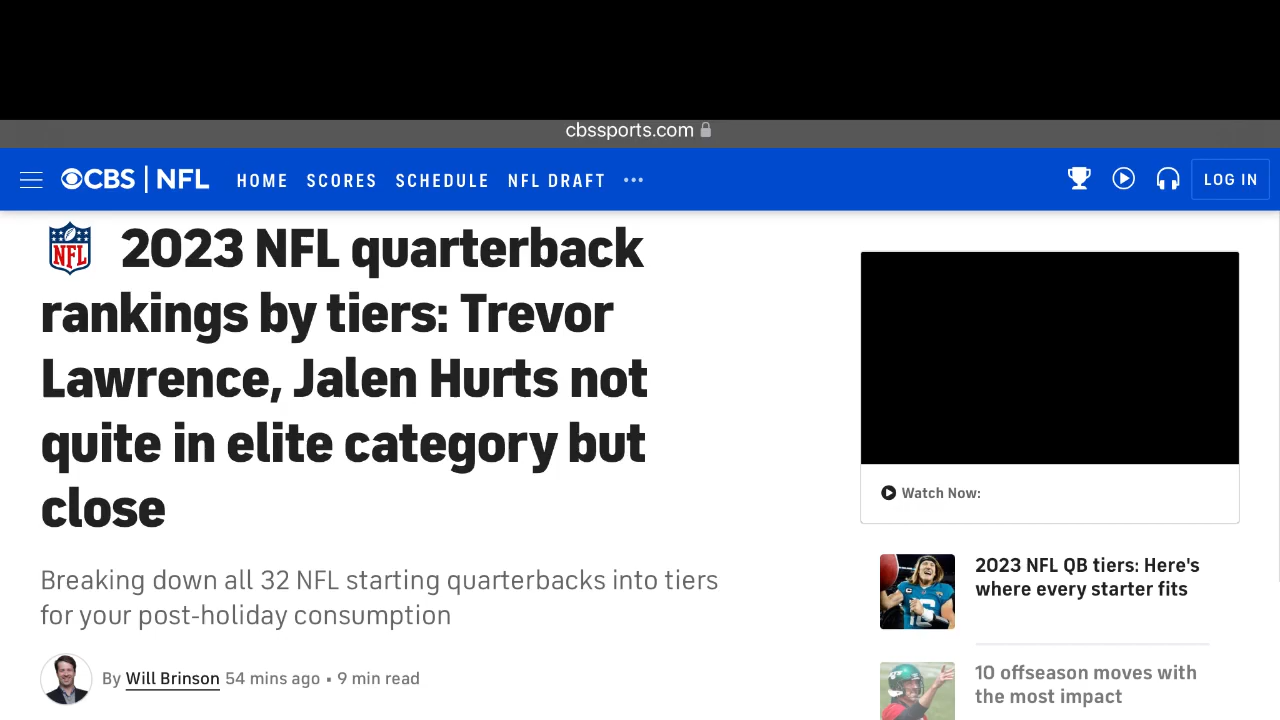 cbssports.com
CBS NFL HOME SCORES SCHEDULE NFL DRAFT ••• LOG IN
NFL 2023 NFL quarterback
rankings by tiers: Trevor
Lawrence, Jalen Hurts not
quite in elite category but
close
Breaking down all 32 NFL starting quarterbacks into tiers
for your post-holiday consumption
By Will Brinson 54 mins ago • 9 min read
Watch Now:
2023 NFL QB tiers: Here's
where every starter fits
10 offseason moves with
the most impact